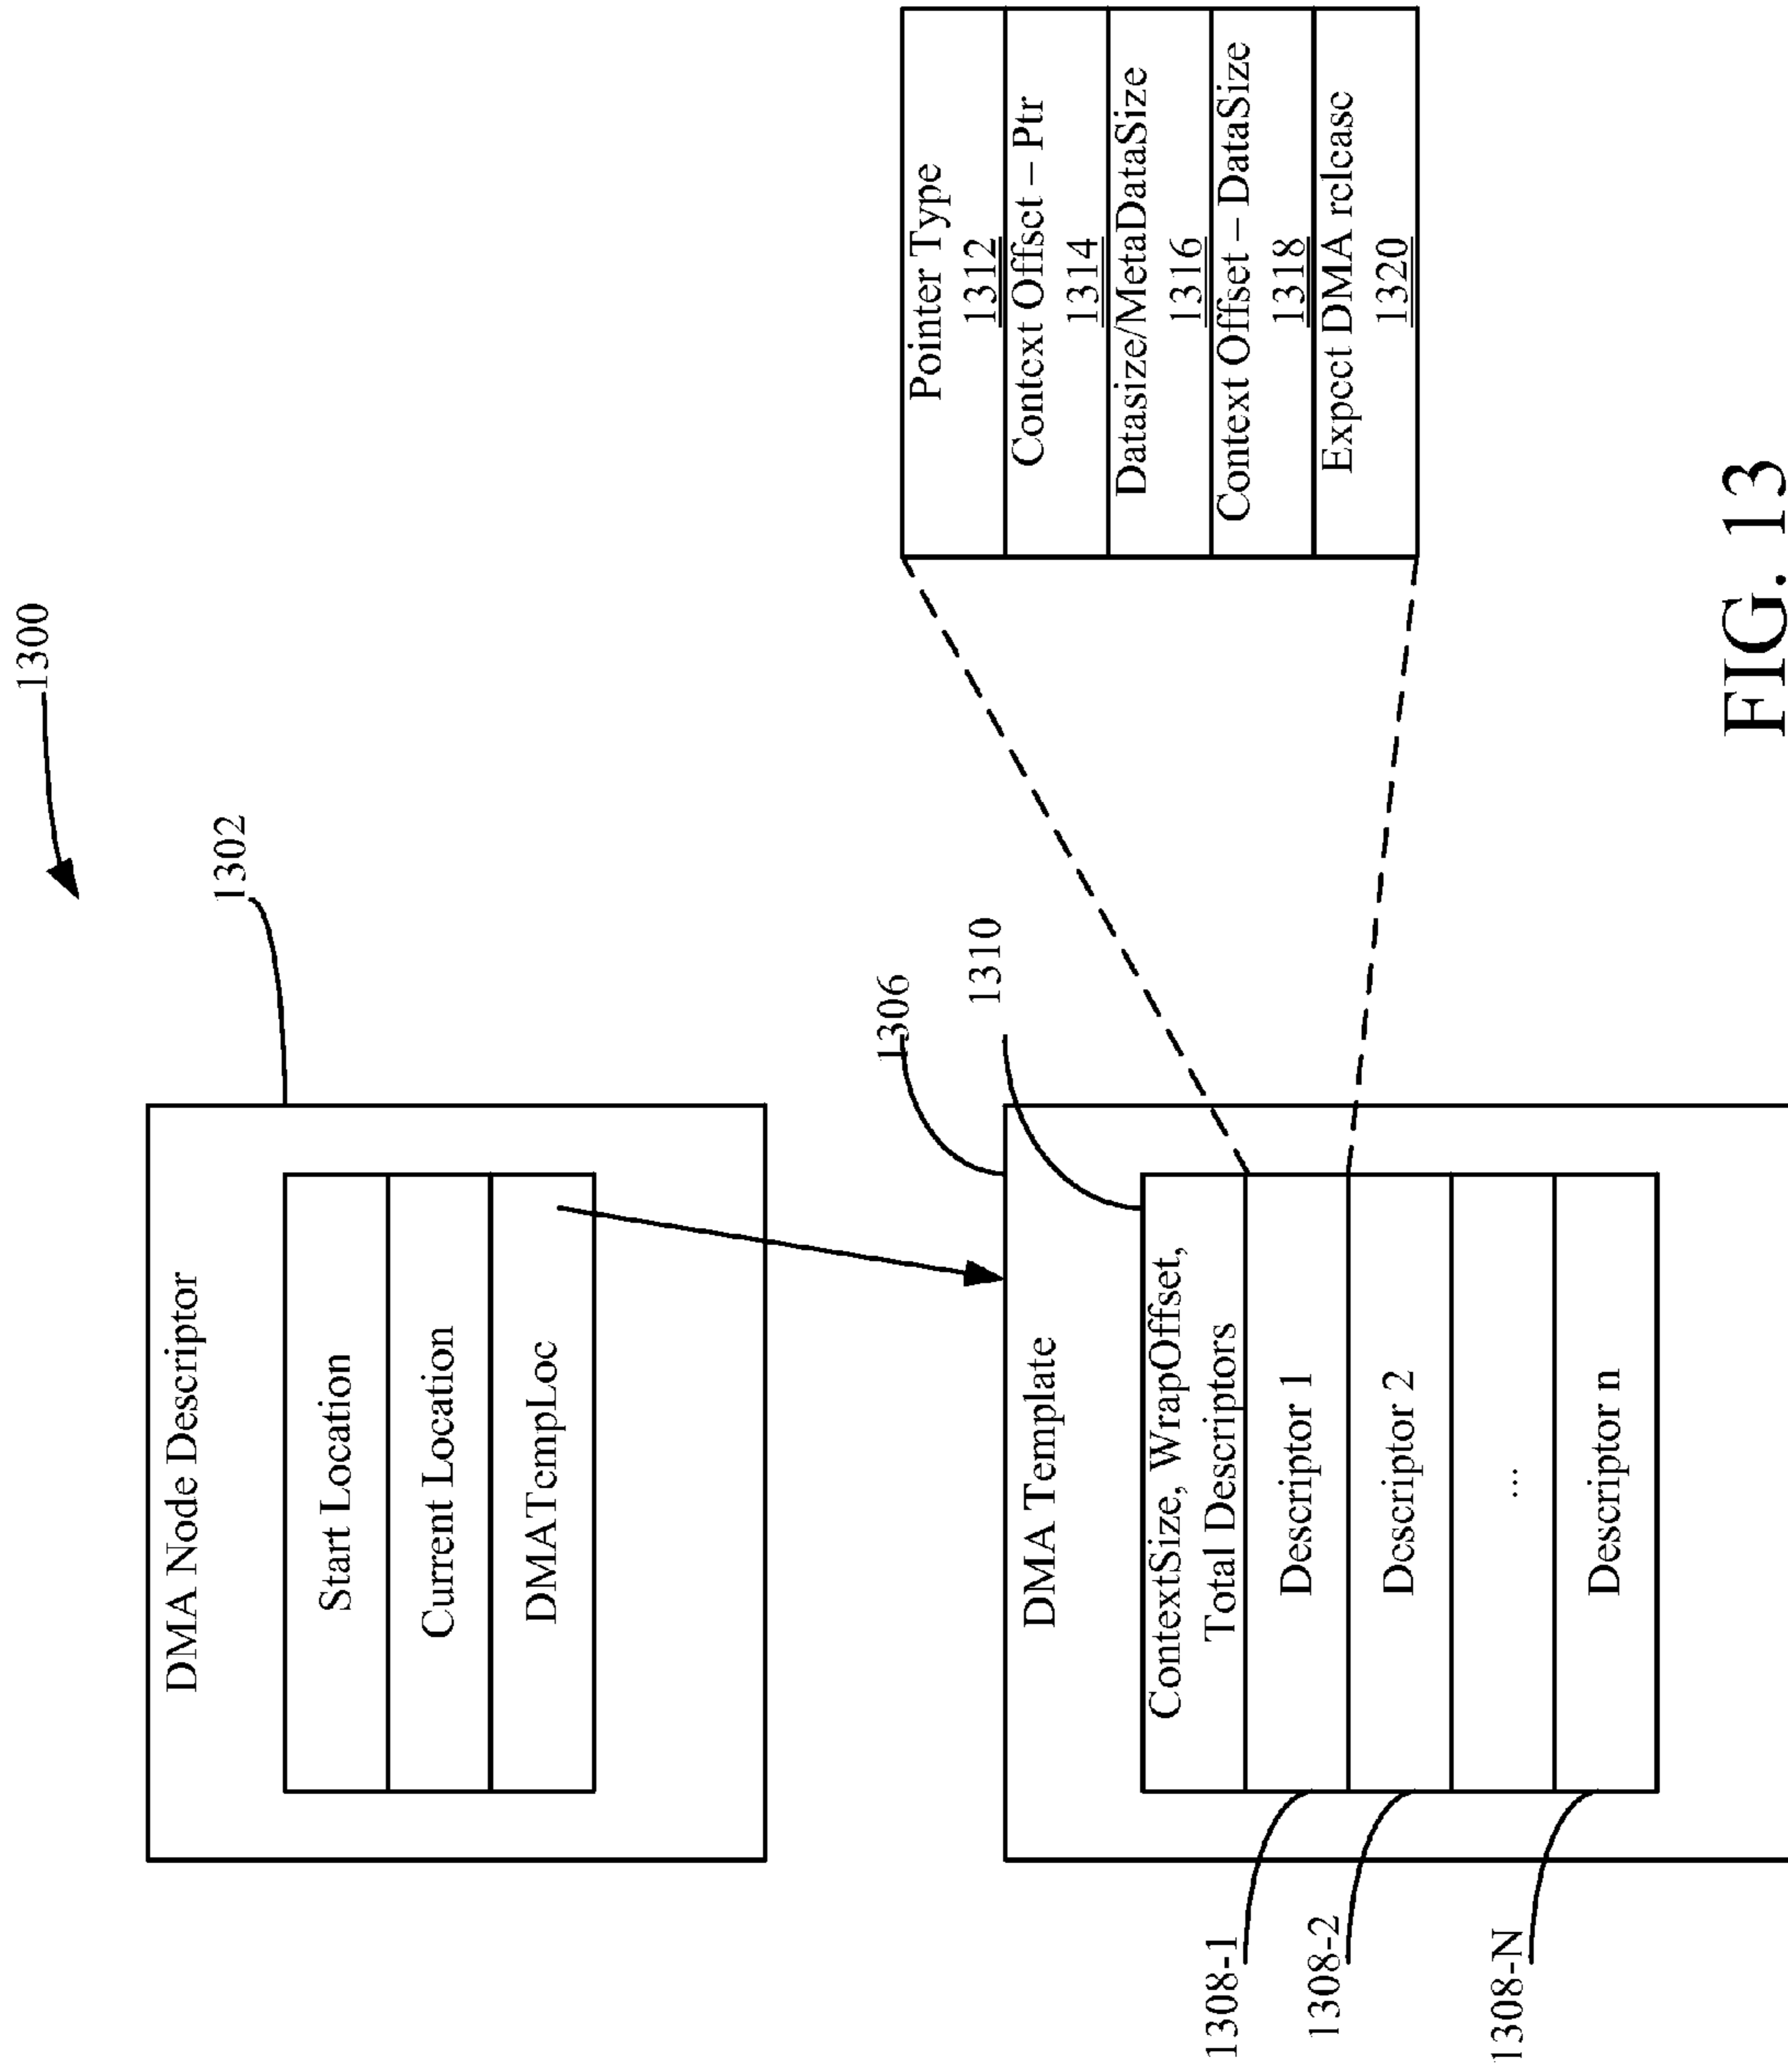 1300
DMA Node Descriptor
1302
Start Location
Current Location
DMATempLoc
1306
1310
DMA Template
ContextSize, WrapOffset,
Total Descriptors
Descriptor 1
Descriptor 2
...
Descriptor n
1308-1
1308-2
1308-N
Pointer Type
1312
Context Offset – Ptr
1314
Datasize/MetaDataSize
1316
Context Offset – DataSize
1318
Expect DMA release
1320
FIG. 13